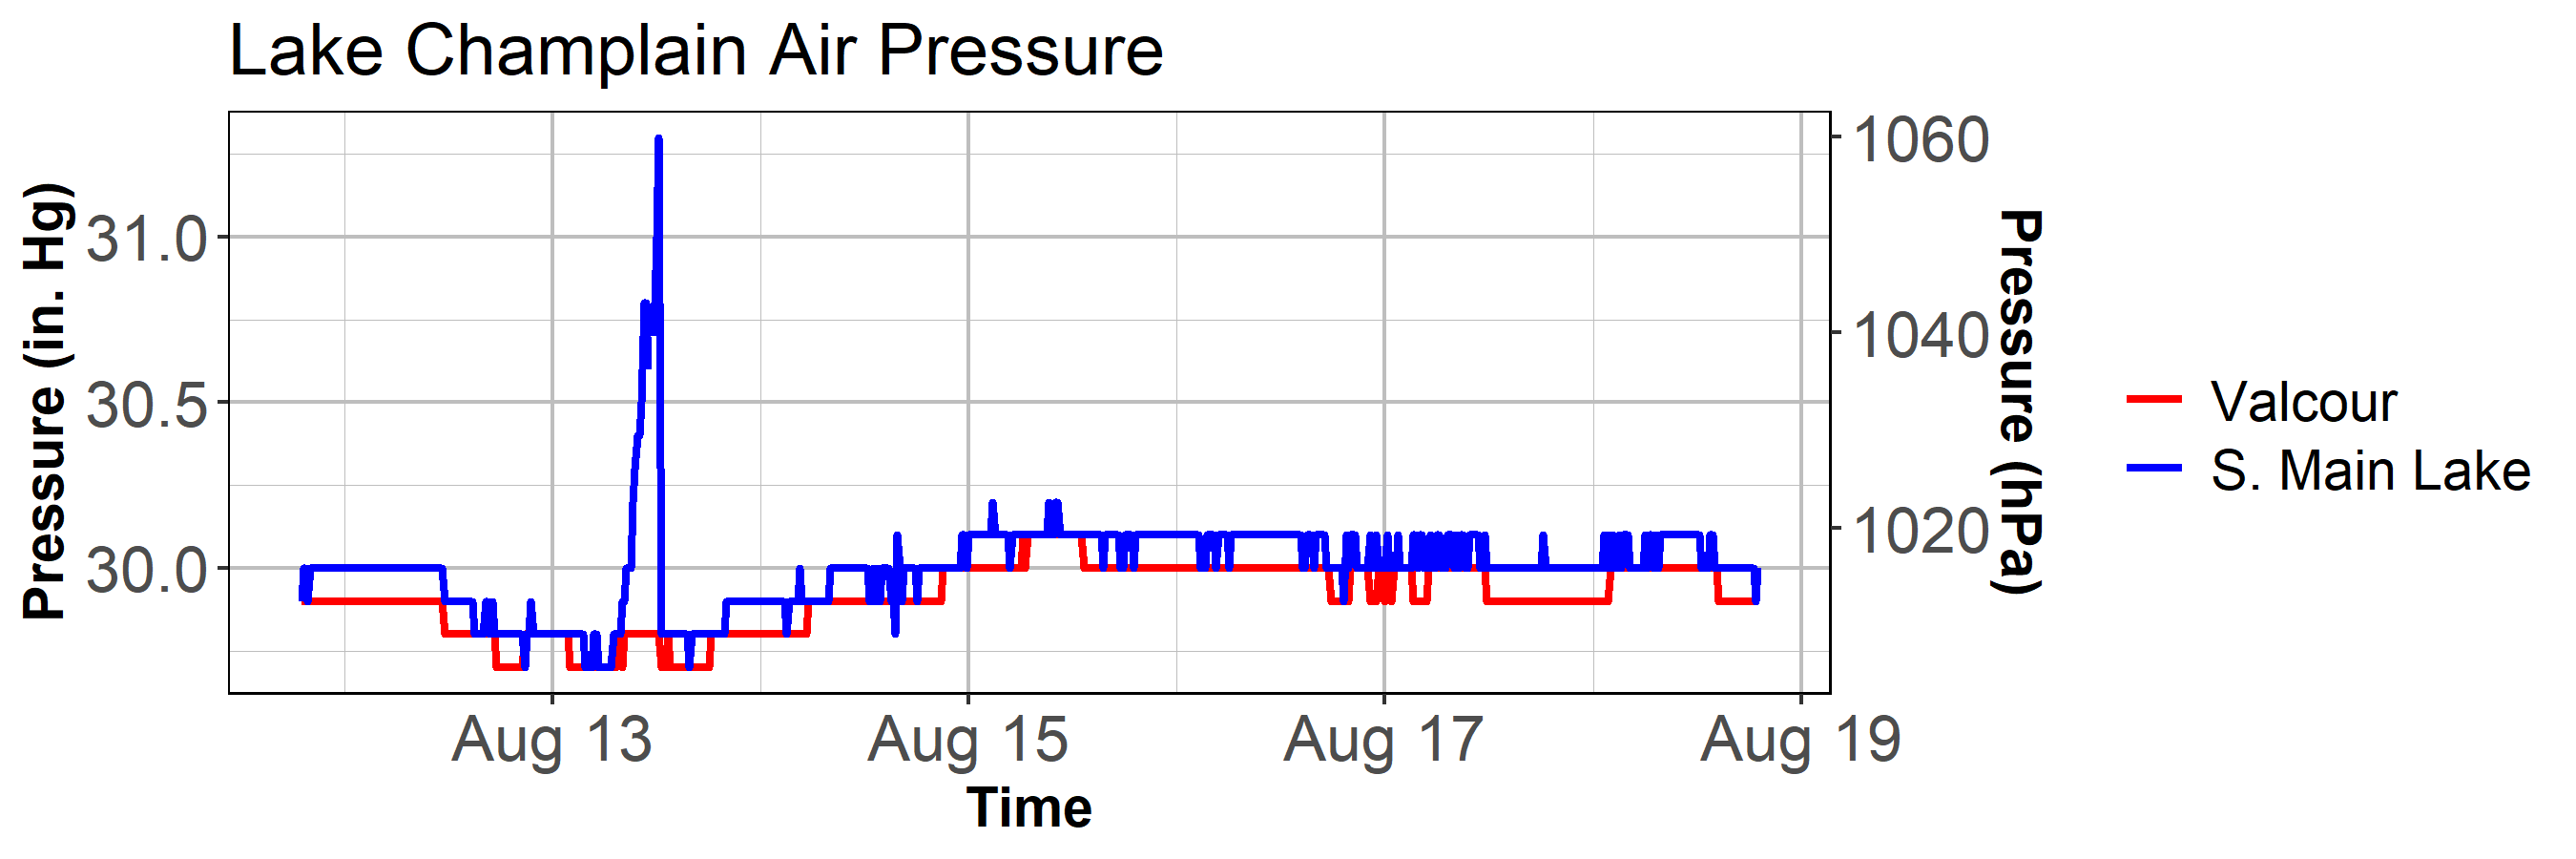 Lake Champlain Air Pressure
Pressure (in. Hg)
31.0
30.5
30.0
1060
1040
1020
Pressure (hPa)
Aug 13
Aug 15
Aug 17
Aug 19
Time
Valcour
S. Main Lake